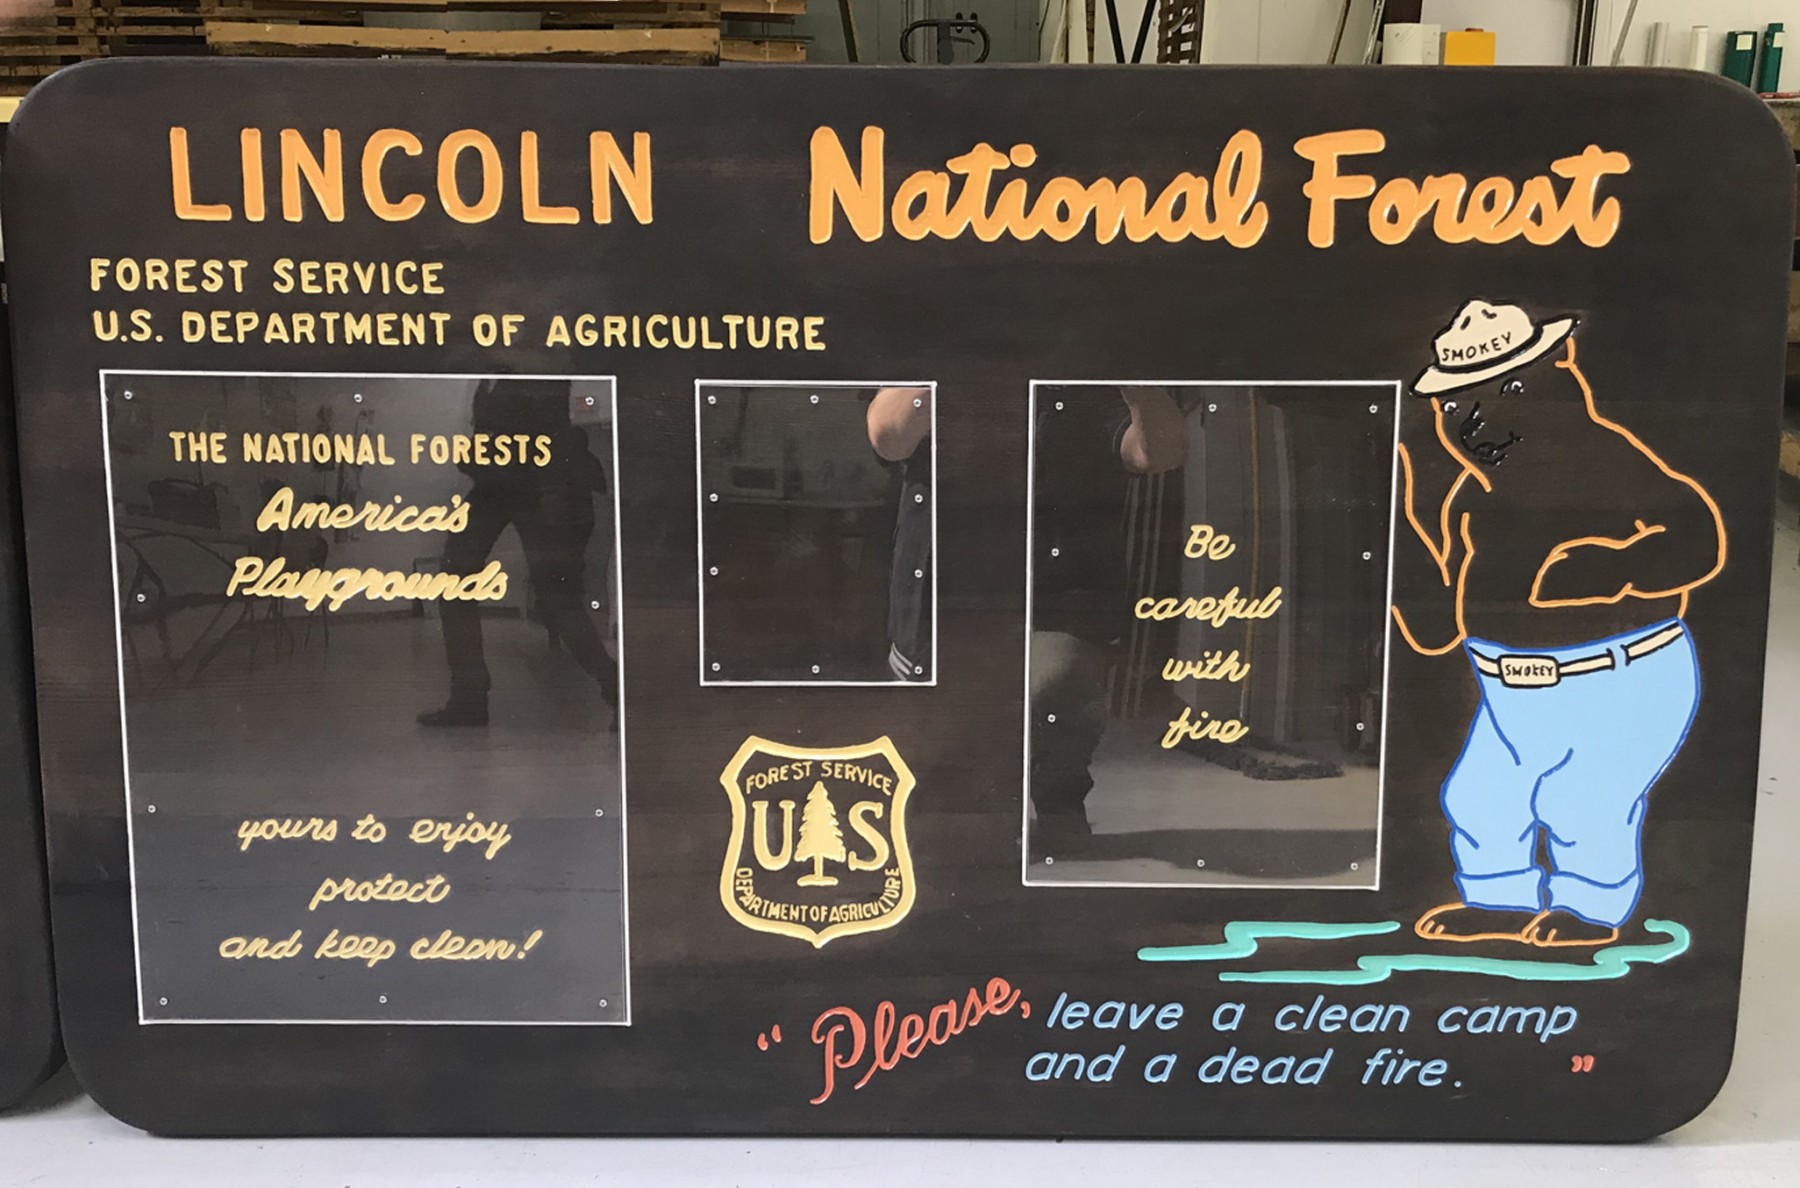 LINCOLN National Forest
FOREST SERVICE
U.S. DEPARTMENT OF AGRICULTURE
THE NATIONAL FORESTS
America's
Playgrounds
yours to enjoy
protect
and keep clean!
FOREST SERVICE
U S
DEPARTMENT OF AGRICULTURE
Be
careful
with
fire
SMOKEY
SMOKEY
“Please, leave a clean camp
and a dead fire.”